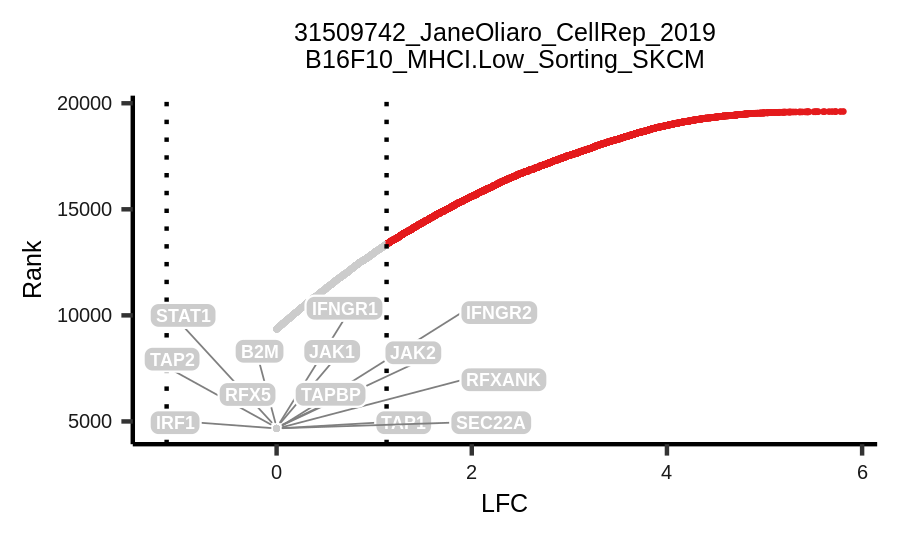 31509742_JaneOliaro_CellRep_2019
B16F10_MHCI.Low_Sorting_SKCM
Rank
20000
15000
10000
5000
STAT1
IFNGR1
IFNGR2
TAP2
B2M
JAK1
JAK2
RFX5
TAPBP
RFXANK
IRF1
TAP1
SEC22A
0
2
4
6
LFC